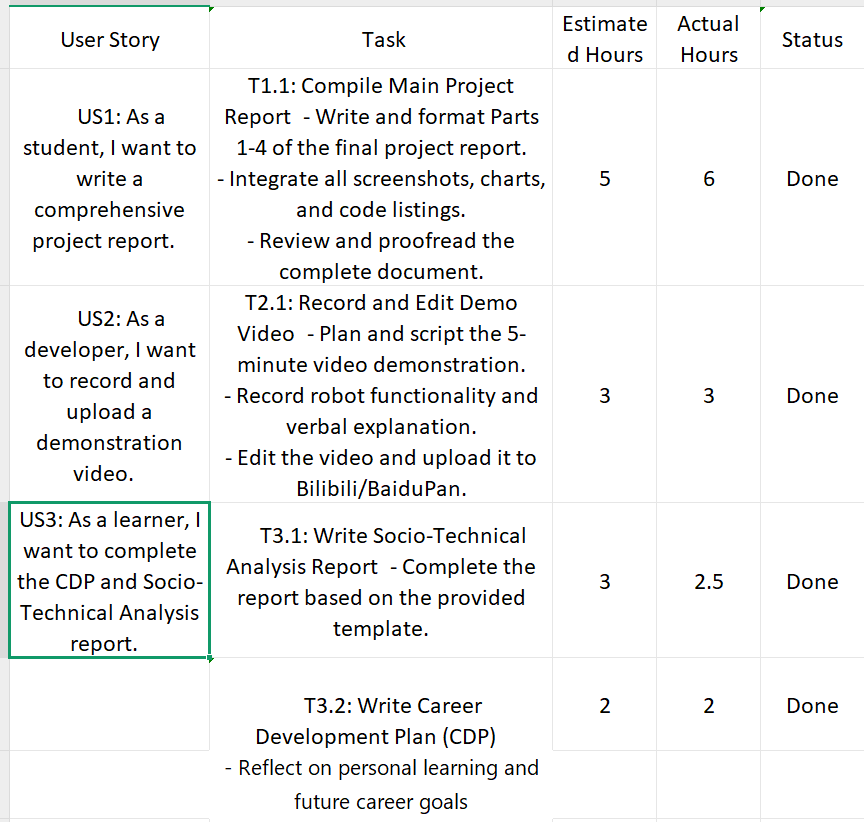 User Story
Task
Estimate
d Hours
Actual
Hours
Status
US1: As a
student, I want to
write a
comprehensive
project report.
T1.1: Compile Main Project
Report  - Write and format Parts
1-4 of the final project report.
- Integrate all screenshots, charts,
and code listings.
- Review and proofread the
complete document.
5
6
Done
US2: As a
developer, I want
to record and
upload a
demonstration
video.
T2.1: Record and Edit Demo
Video  - Plan and script the 5-
minute video demonstration.
- Record robot functionality and
verbal explanation.
- Edit the video and upload it to
Bilibili/BaiduPan.
3
3
Done
US3: As a learner, I
want to complete
the CDP and Socio-
Technical Analysis
report.
T3.1: Write Socio-Technical
Analysis Report  - Complete the
report based on the provided
template.
3
2.5
Done
T3.2: Write Career
Development Plan (CDP)
- Reflect on personal learning and
future career goals
2
2
Done